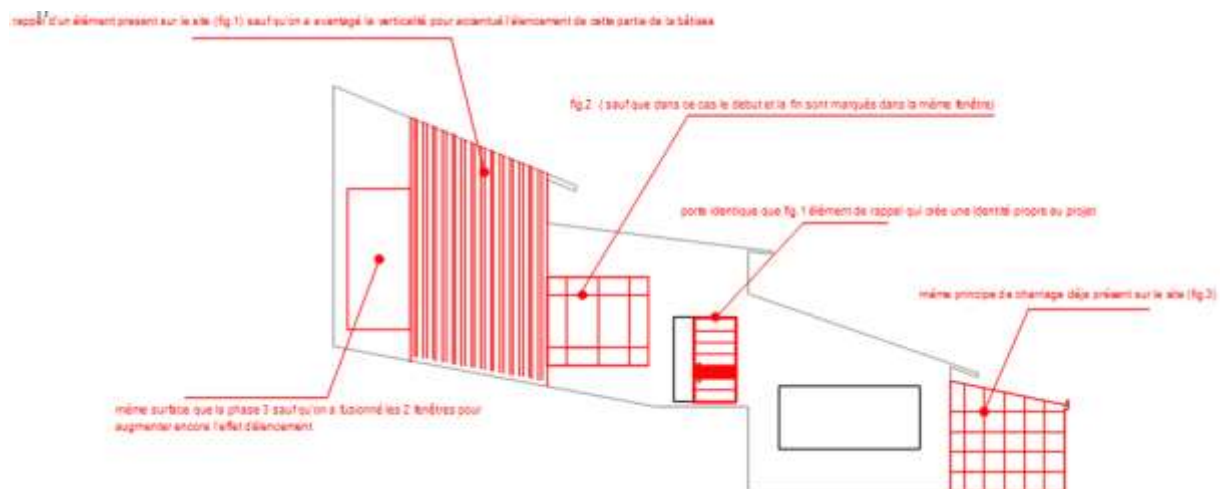 rappel d'un élément present sur le site (fig.1) sauf qu'on a avantagé la verticalité pour accentué l'élancement de cette partie de la bâtisse
fig.2 ( sauf que dans ce cas le debut et la fin sont marqués dans la même fenêtre)
porte identique que fig. 1 élément de rappel qui crée une identité propre au projet
même principe de charriage déja présent sur le site (fig.3)
même surface que la phase 3 sauf qu'on a fusionné les 2 fenêtres pour
augmenter encore l'effet d'élancement